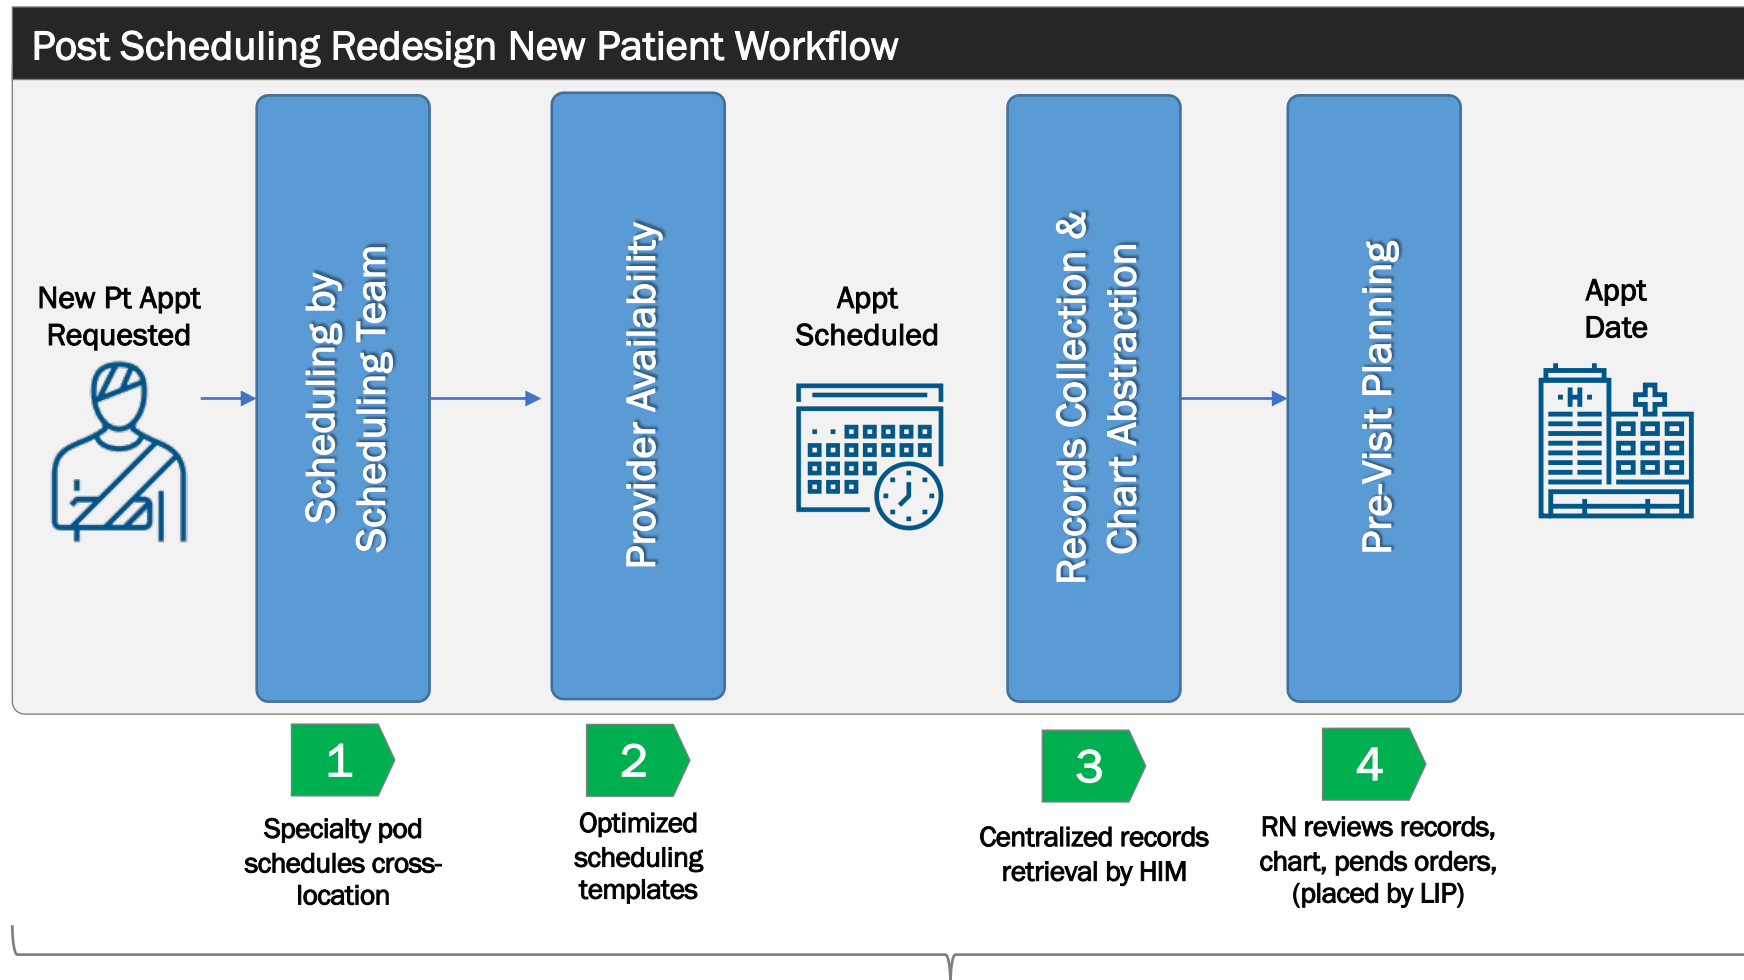 Post Scheduling Redesign New Patient Workflow
New Pt Appt
Requested
Scheduling by
Scheduling Team
Provider Availability
Appt
Scheduled
Records Collection &
Chart Abstraction
Pre-Visit Planning
Appt
Date
H
1
Specialty pod
schedules cross-
location
2
Optimized
scheduling
templates
3
Centralized records
retrieval by HIM
4
RN reviews records,
chart, pends orders,
(placed by LIP)